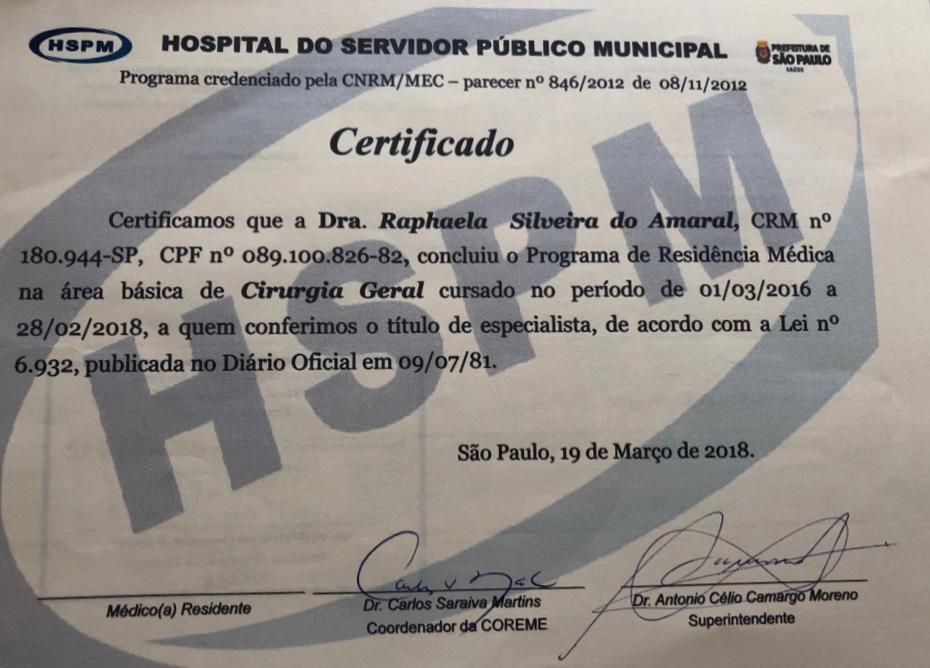 HSPM
HOSPITAL DO SERVIDOR PÚBLICO MUNICIPAL
PREFEITURA DE
SÃO PAULO
SAÚDE
Programa credenciado pela CNRM/MEC – parecer nº 846/2012 de 08/11/2012
Certificado
HSPM
Certificamos que a Dra. Raphaela Silveira do Amaral, CRM nº
180.944-SP, CPF nº 089.100.826-82, concluiu o Programa de Residência Médica
na área básica de Cirurgia Geral cursado no período de 01/03/2016 a
28/02/2018, a quem conferimos o título de especialista, de acordo com a Lei nº
6.932, publicada no Diário Oficial em 09/07/81.
São Paulo, 19 de Março de 2018.
Médico(a) Residente
Dr. Carlos Saraiva Martins
Coordenador da COREME
Dr. Antonio Célio Camargo Moreno
Superintendente